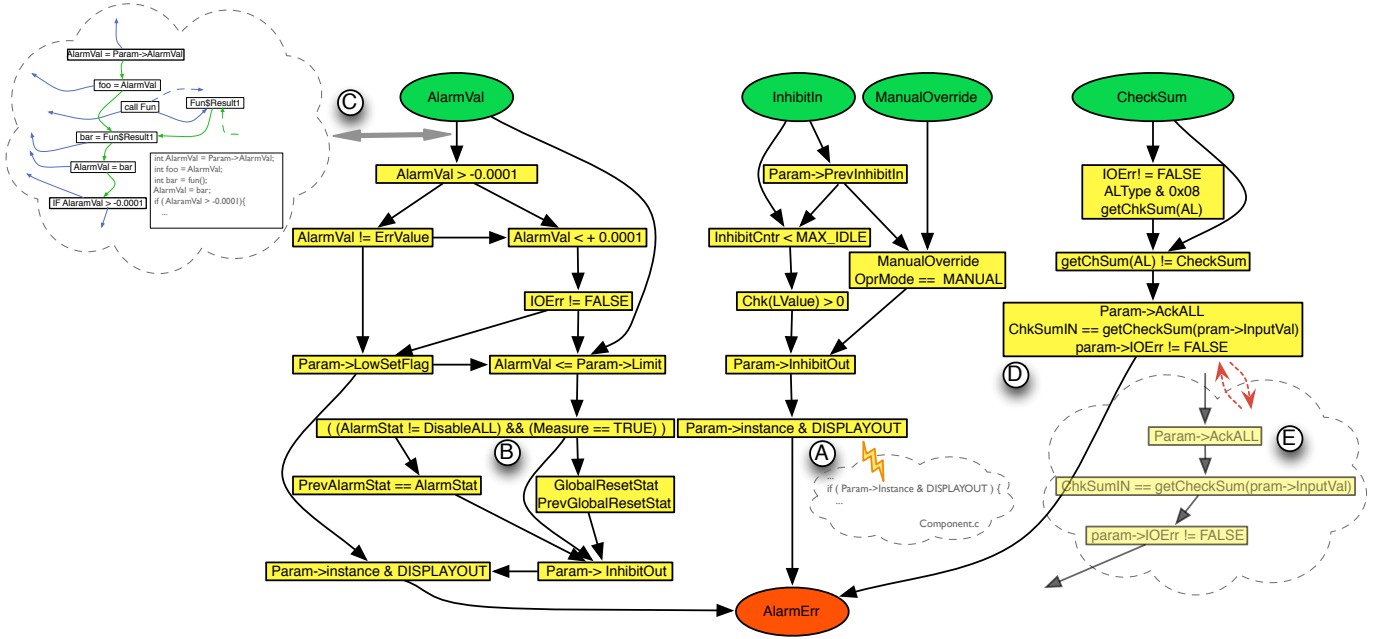 AlarmVal = Param->AlarmVal
foo = AlarmVal
call Fun
Fun$Result1
bar = Fun$Result1
AlarmVal = bar
IF AlaramVal > -0.0001
int AlarmVal = Param->AlarmVal;
int foo = AlarmVal;
int bar = fun();
AlarmVal = bar;
if ( AlaramVal > -0.0001){
...
C
AlarmVal
InhibitIn
ManualOverride
CheckSum
AlarmVal > -0.0001
Param->PrevInhibitIn
IOErr! = FALSE
ALType & 0x08
getChkSum(AL)
AlarmVal != ErrValue
AlarmVal < + 0.0001
InhibitCntr < MAX_IDLE
ManualOverride
OprMode == MANUAL
getChSum(AL) != CheckSum
IOErr != FALSE
Chk(LValue) > 0
Param->AckALL
ChkSumIN == getCheckSum(pram->InputVal)
param->IOErr != FALSE
Param->LowSetFlag
AlarmVal <= Param->Limit
Param->InhibitOut
D
( (AlarmStat != DisableALL) && (Measure == TRUE) )
Param->instance & DISPLAYOUT
B
A
E
Param->AckALL
PrevAlarmStat == AlarmStat
GlobalResetStat
PrevGlobalResetStat
...
if ( Param->Instance & DISPLAYOUT ) {
...
Component.c
ChkSumIN == getCheckSum(pram->InputVal)
param->IOErr != FALSE
Param->instance & DISPLAYOUT
Param-> InhibitOut
AlarmErr